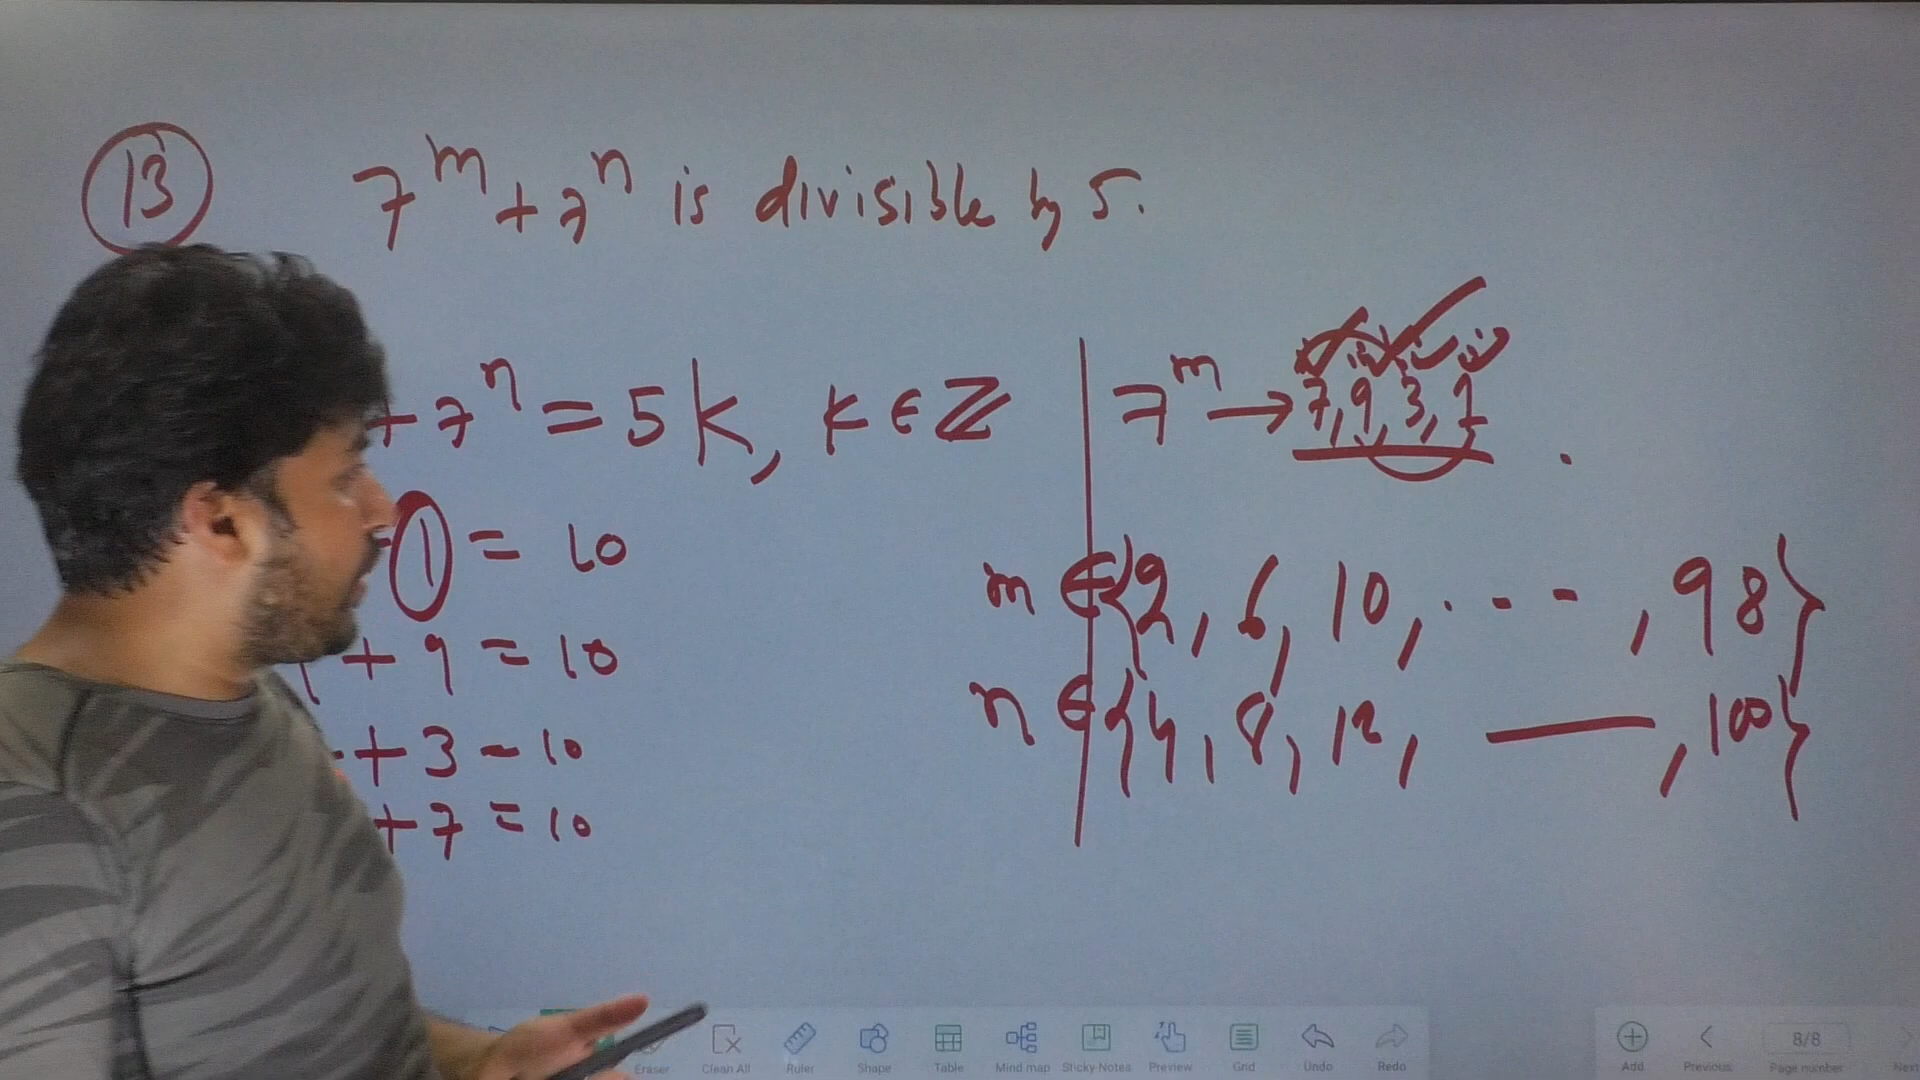 13 7^m + 7^n is divisible by 5.
+ 7^n = 5k, k ∈ ℤ
7^m → 7, 9, 3, 1
1 = 10
+ 9 = 10
+ 3 = 10
+ 7 = 10
m ∈ {2, 6, 10, ..., 98}
n ∈ {4, 8, 12, —, 100}
Eraser Clean All Ruler Shape Table Mind map Sticky Notes Preview Grid Undo Redo Add Previous 8/8 Page number Next